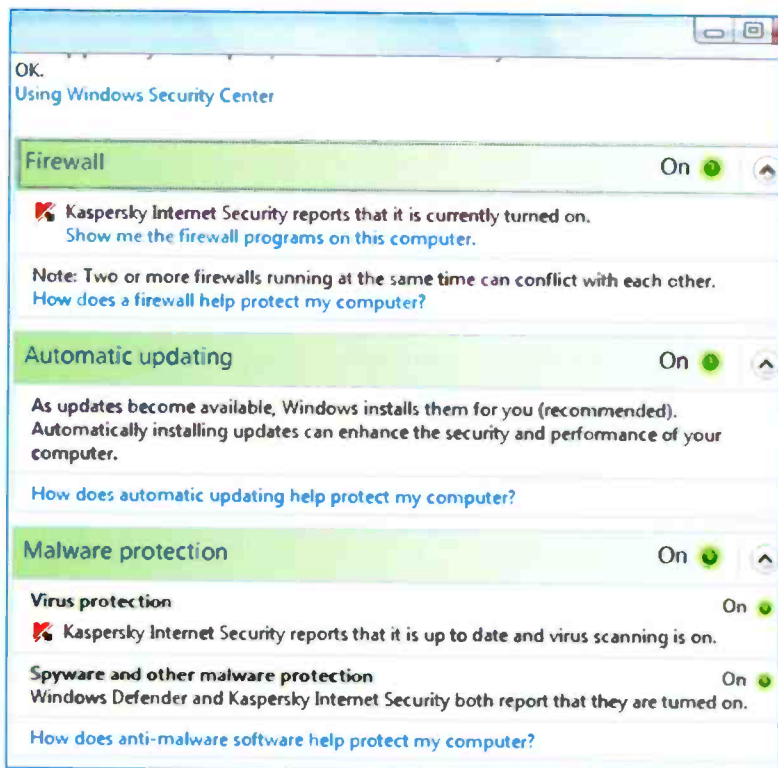 OK.
Using Windows Security Center
Firewall On
Kaspersky Internet Security reports that it is currently turned on.
Show me the firewall programs on this computer.
Note: Two or more firewalls running at the same time can conflict with each other.
How does a firewall help protect my computer?
Automatic updating On
As updates become available, Windows installs them for you (recommended).
Automatically installing updates can enhance the security and performance of your
computer.
How does automatic updating help protect my computer?
Malware protection On
Virus protection On
Kaspersky Internet Security reports that it is up to date and virus scanning is on.
Spyware and other malware protection On
Windows Defender and Kaspersky Internet Security both report that they are turned on.
How does anti-malware software help protect my computer?